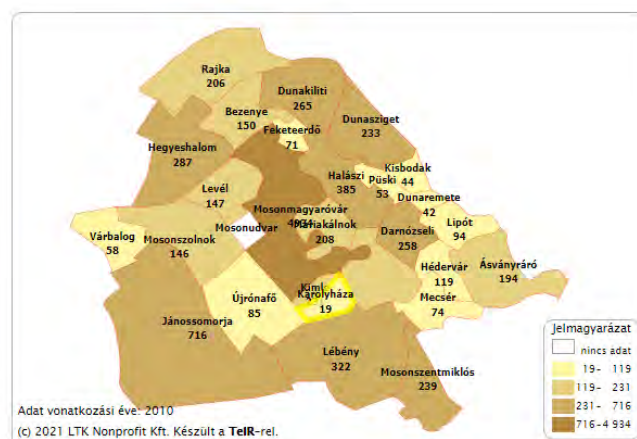 Rajka
206
Dunakiliti
265
Bezenye
150
Dunasziget
233
Feketeerdő
71
Hegyeshalom
287
Kisbodak
44
Halászi
385
Püski
53
Levél
147
Dunaremete
42
Mosonmagyaróvár
4934
Lipót
94
Máriakálnok
208
Mosonudvar
Várbalog
58
Mosonszolnok
146
Darnózseli
258
Hédervár
119
Ásványráró
194
Károlyháza
19
Mecsér
74
Újrónafő
85
Jánossomorja
716
Lébény
322
Mosonszentmiklós
239
Jelmagyarázat
nincs adat
19- 119
119- 231
231- 716
716-4 934
Adat vonatkozási éve: 2010
(c) 2021 LTK Nonprofit Kft. Készült a TeIR-rel.